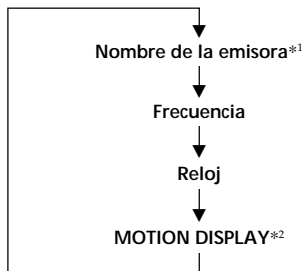 Nombre de la emisora*1
Frecuencia
Reloj
MOTION DISPLAY*2